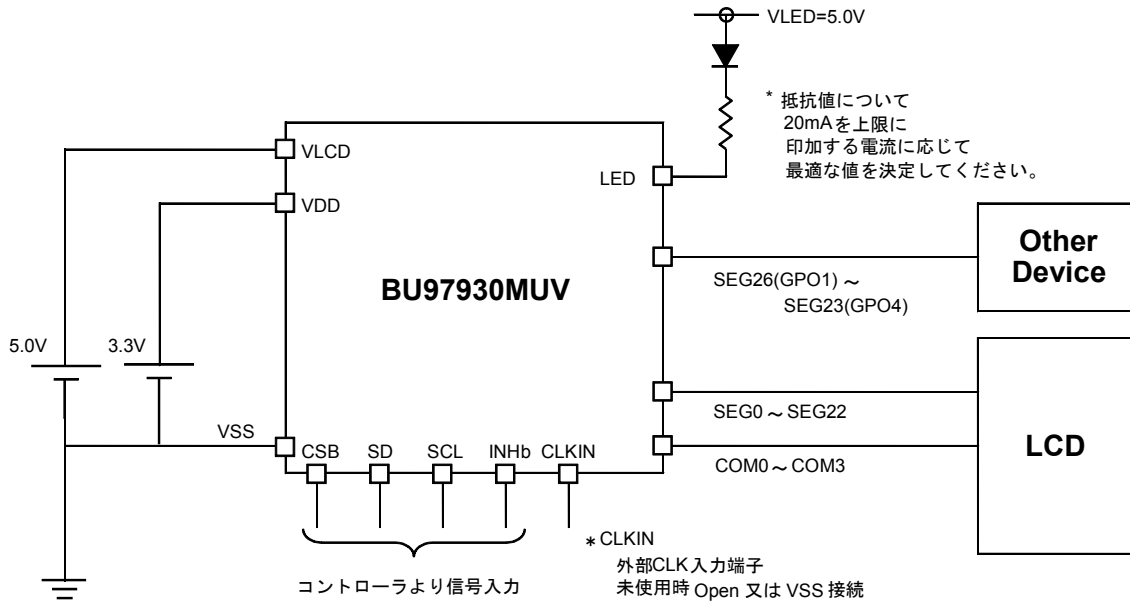 VLED=5.0V
* 抵抗値について
20mAを上限に
印加する電流に応じて
最適な値を決定してください。
VLCD
VDD
LED
BU97930MUV
Other
Device
SEG26(GPO1) ～
SEG23(GPO4)
5.0V
3.3V
SEG0 ～ SEG22
VSS
CSB SD SCL INHb CLKIN
COM0 ～ COM3
LCD
* CLKIN
外部CLK入力端子
未使用時 Open 又は VSS 接続
コントローラより信号入力